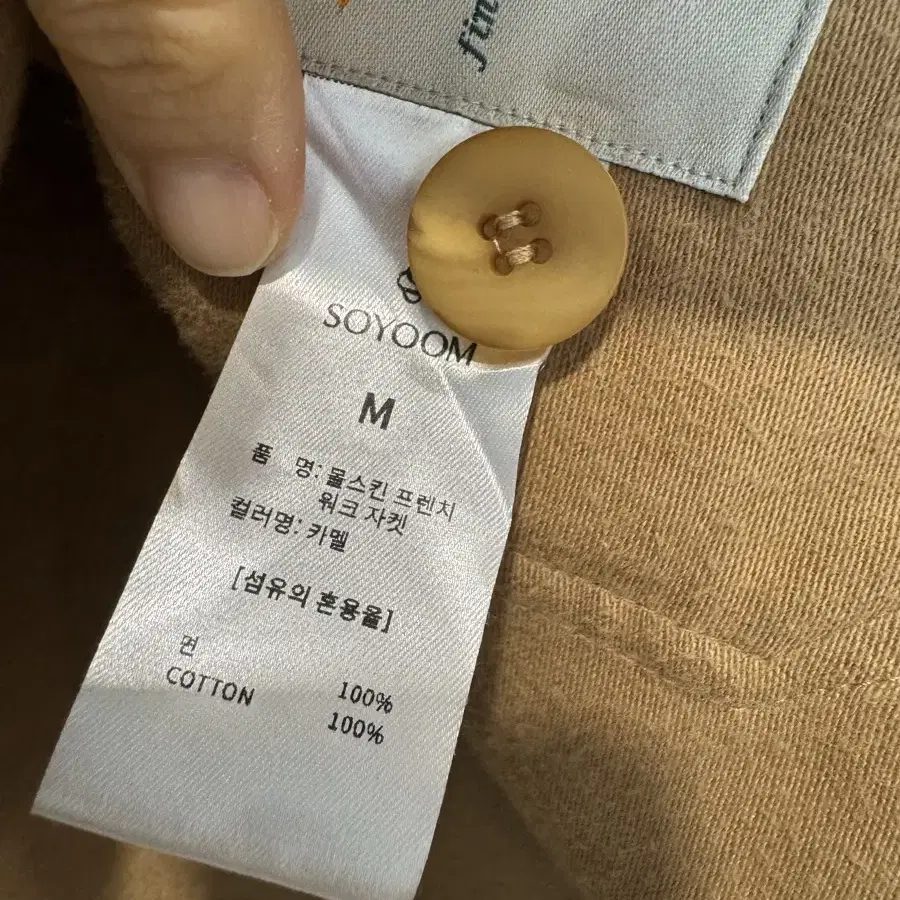 fin
SOYOOM
M
품 명: 몰스킨 프렌치
워크 자켓
컬러명: 카멜
[섬유의 혼용율]
면 100%
COTTON 100%